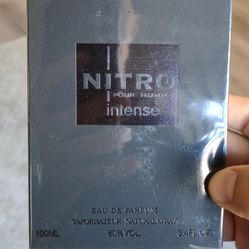 NITRO
POUR HOMME
intense
EAU DE PARFUM
VAPORISATEUR - NATURAL SPRAY
100ML 80%VOL. 3.4FL.OZ.